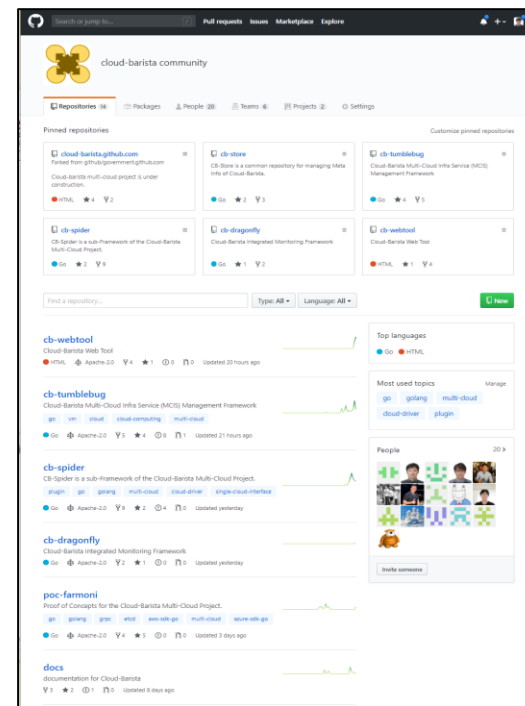 Search or jump to...
/
Pull requests Issues Marketplace Explore
cloud-barista community
Repositories 14 Packages People 20 Teams 6 Projects 2 Settings
Pinned repositories
Customize pinned repositories
cloud-barista.github.com
Forked from github/government.github.com
Cloud-barista multi-cloud project is under
construction.
HTML 4 2
cb-store
CB-Store is a common repository for managing Meta
Info of Cloud-Barista.
Go 2 3
cb-tumblebug
Cloud-Barista Multi-Cloud Infra Service (MCIS)
Management Framework
Go 4 5
cb-spider
CB-Spider is a sub-Framework of the Cloud-Barista
Multi-Cloud Project.
Go 2 9
cb-dragonfly
Cloud-Barista Integrated Monitoring Framework
Go 1 2
cb-webtool
Cloud-Barista Web Tool
HTML 1 4
Find a repository...
Type: All
Language: All
New
cb-webtool
Cloud-Barista Web Tool
HTML Apache-2.0 4 1 0 0 Updated 20 hours ago
cb-tumblebug
Cloud-Barista Multi-Cloud Infra Service (MCIS) Management Framework
go vm cloud cloud-computing multi-cloud
Go Apache-2.0 5 4 8 1 Updated 21 hours ago
cb-spider
CB-Spider is a sub-Framework of the Cloud-Barista Multi-Cloud Project.
plugin go golang multi-cloud cloud-driver single-cloud-interface
Go Apache-2.0 9 2 4 0 Updated yesterday
cb-dragonfly
Cloud-Barista Integrated Monitoring Framework
Go Apache-2.0 2 1 0 0 Updated yesterday
poc-farmoni
Proof of Concepts for the Cloud-Barista Multi-Cloud Project.
go golang grpc etcd aws-sdk-go multi-cloud azure-sdk-go
Go Apache-2.0 4 5 0 0 Updated 3 days ago
docs
documentation for Cloud-Barista
3 2 1 0 Updated 8 days ago
Top languages
Go HTML
Most used topics
Manage
go golang multi-cloud
cloud-driver plugin
People
20
Invite someone